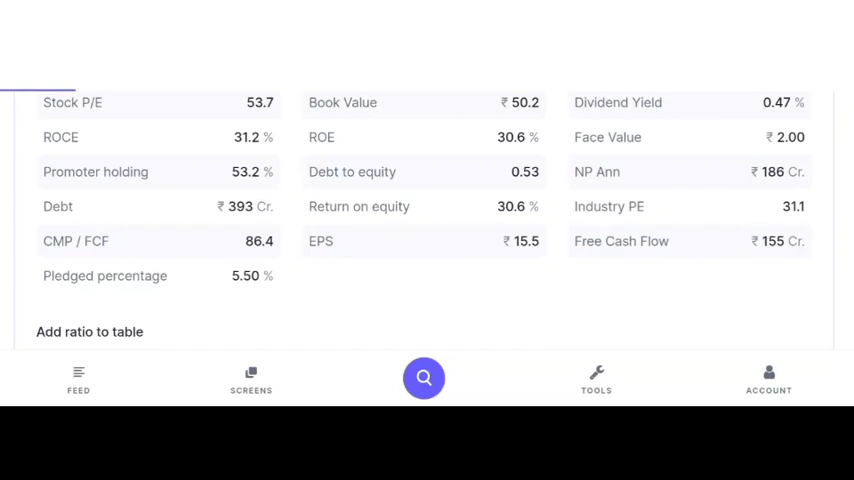 Stock P/E 53.7 Book Value ₹ 50.2 Dividend Yield 0.47 %
ROCE 31.2 % ROE 30.6 % Face Value ₹ 2.00
Promoter holding 53.2 % Debt to equity 0.53 NP Ann ₹ 186 Cr.
Debt ₹ 393 Cr. Return on equity 30.6 % Industry PE 31.1
CMP / FCF 86.4 EPS ₹ 15.5 Free Cash Flow ₹ 155 Cr.
Pledged percentage 5.50 %
Add ratio to table
FEED SCREENS TOOLS ACCOUNT